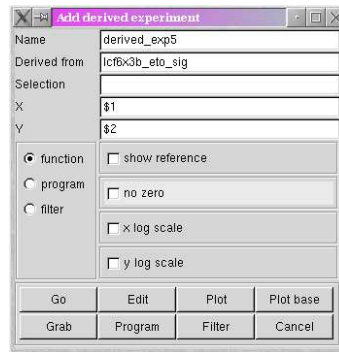 Add derived experiment
Name derived_exp5
Derived from lcf6x3b_eto_sig
Selection
X $1
Y $2
function
program
filter
show reference
no zero
x log scale
y log scale
Go Edit Plot Plot base
Grab Program Filter Cancel